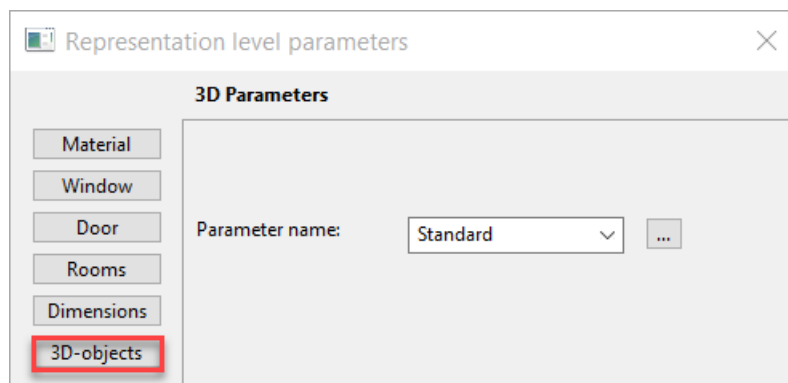 Representation level parameters
3D Parameters
Material
Window
Door
Parameter name:
Standard
...
Rooms
Dimensions
3D-objects